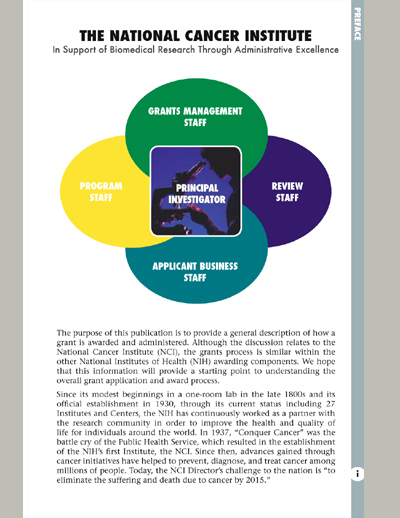 THE NATIONAL CANCER INSTITUTE
In Support of Biomedical Research Through Administrative Excellence
PREFACE
GRANTS MANAGEMENT
STAFF
PROGRAM
STAFF
PRINCIPAL
INVESTIGATOR
REVIEW
STAFF
APPLICANT BUSINESS
STAFF
The purpose of this publication is to provide a general description of how a
grant is awarded and administered. Although the discussion relates to the
National Cancer Institute (NCI), the grants process is similar within the
other National Institutes of Health (NIH) awarding components. We hope
that this information will provide a starting point to understanding the
overall grant application and award process.
Since its modest beginnings in a one-room lab in the late 1800s and its
official establishment in 1930, through its current status including 27
Institutes and Centers, the NIH has continuously worked as a partner with
the research community in order to improve the health and quality of
life for individuals around the world. In 1937, “Conquer Cancer” was the
battle cry of the Public Health Service, which resulted in the establishment
of the NIH’s first Institute, the NCI. Since then, advances gained through
cancer initiatives have helped to prevent, diagnose, and treat cancer among
millions of people. Today, the NCI Director’s challenge to the nation is “to
eliminate the suffering and death due to cancer by 2015.”
i